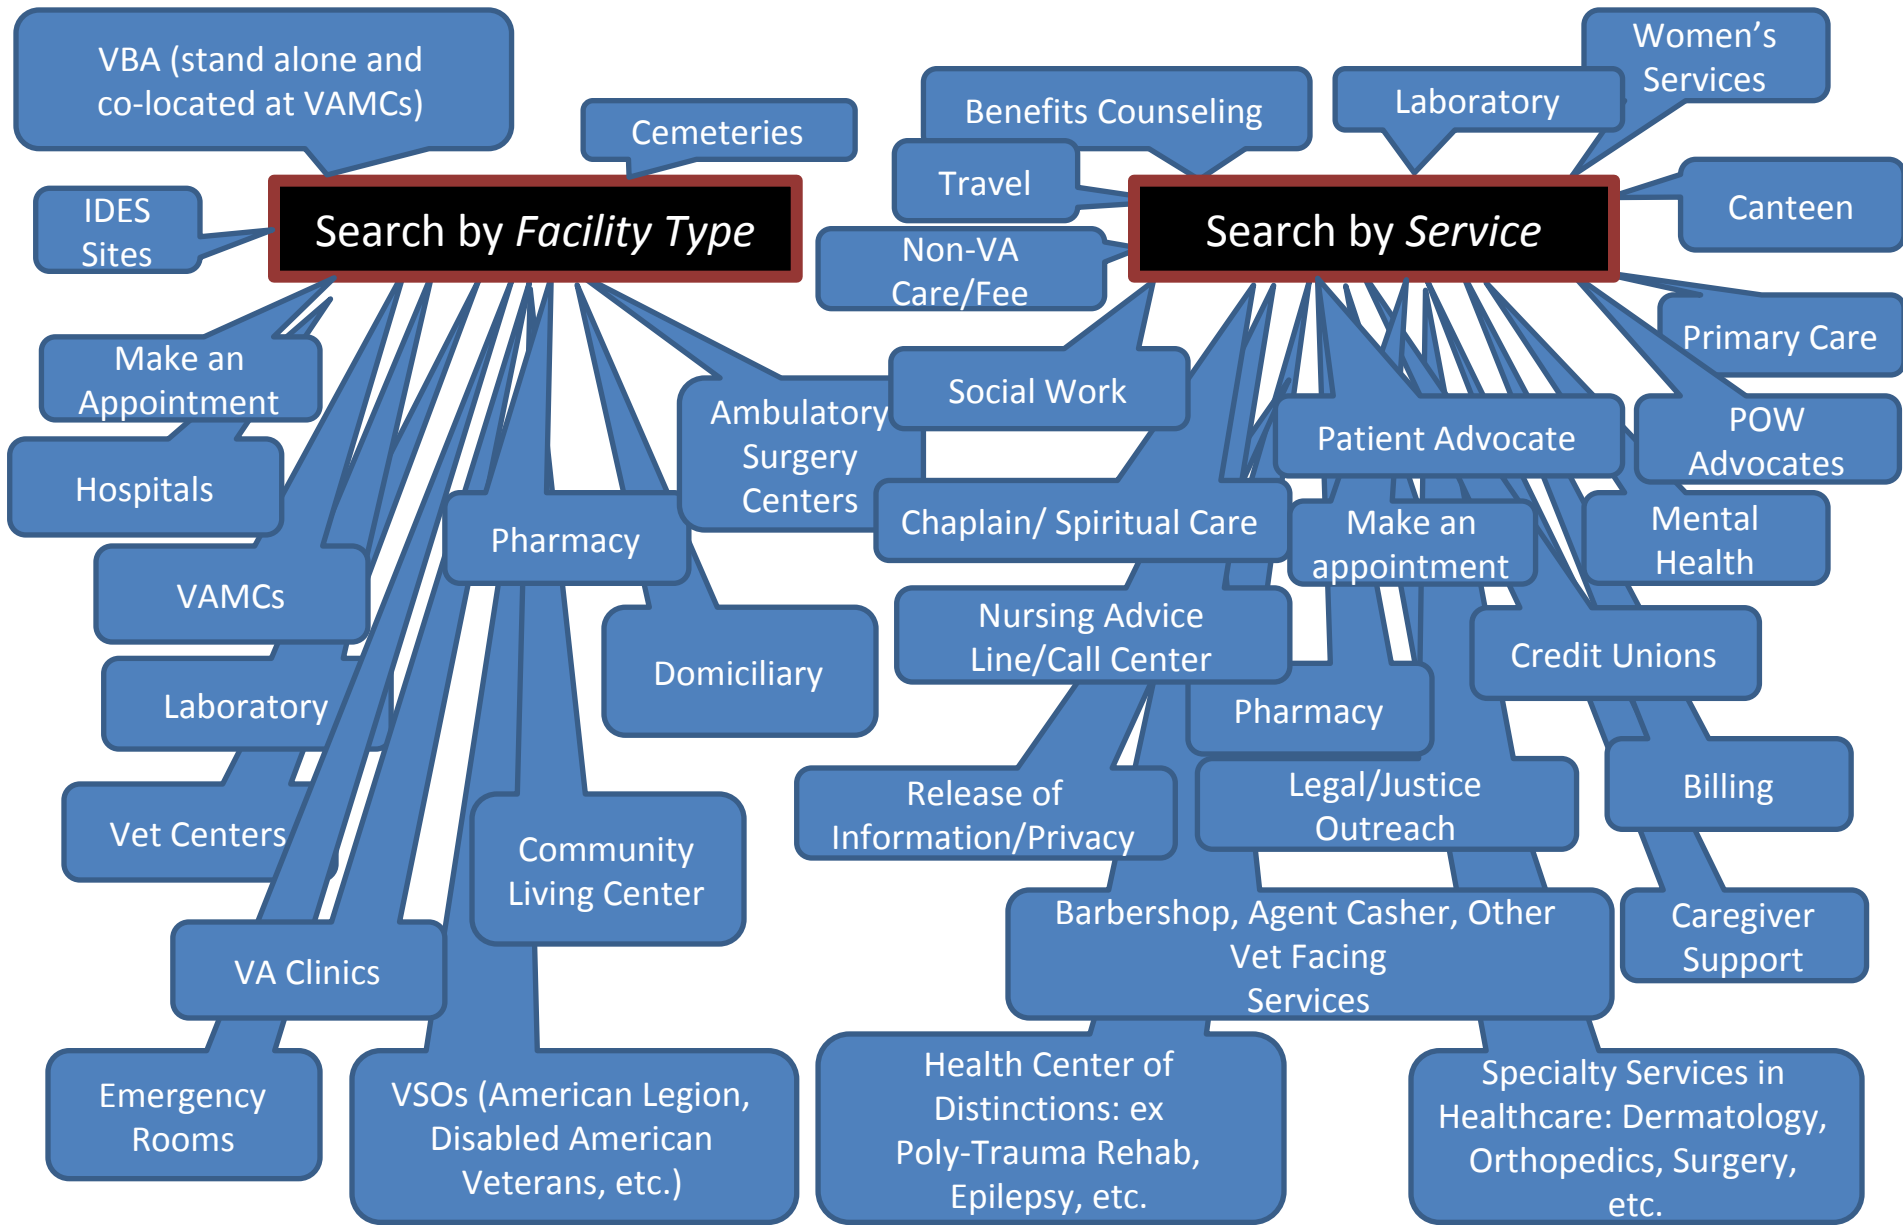 VBA (stand alone and
co-located at VAMCs)
Cemeteries
IDES
Sites
Search by Facility Type
Make an
Appointment
Hospitals
VAMCs
Laboratory
Vet Centers
VA Clinics
Emergency
Rooms
Pharmacy
Ambulatory
Surgery
Centers
Domiciliary
Community
Living Center
VSOs (American Legion,
Disabled American
Veterans, etc.)
Women's
Services
Laboratory
Benefits Counseling
Travel
Non-VA
Care/Fee
Search by Service
Canteen
Primary Care
Social Work
Patient Advocate
POW
Advocates
Chaplain/ Spiritual Care
Make an
appointment
Mental
Health
Nursing Advice
Line/Call Center
Credit Unions
Pharmacy
Release of
Information/Privacy
Legal/Justice
Outreach
Billing
Barbershop, Agent Casher, Other
Vet Facing
Services
Caregiver
Support
Health Center of
Distinctions: ex
Poly-Trauma Rehab,
Epilepsy, etc.
Specialty Services in
Healthcare: Dermatology,
Orthopedics, Surgery,
etc.